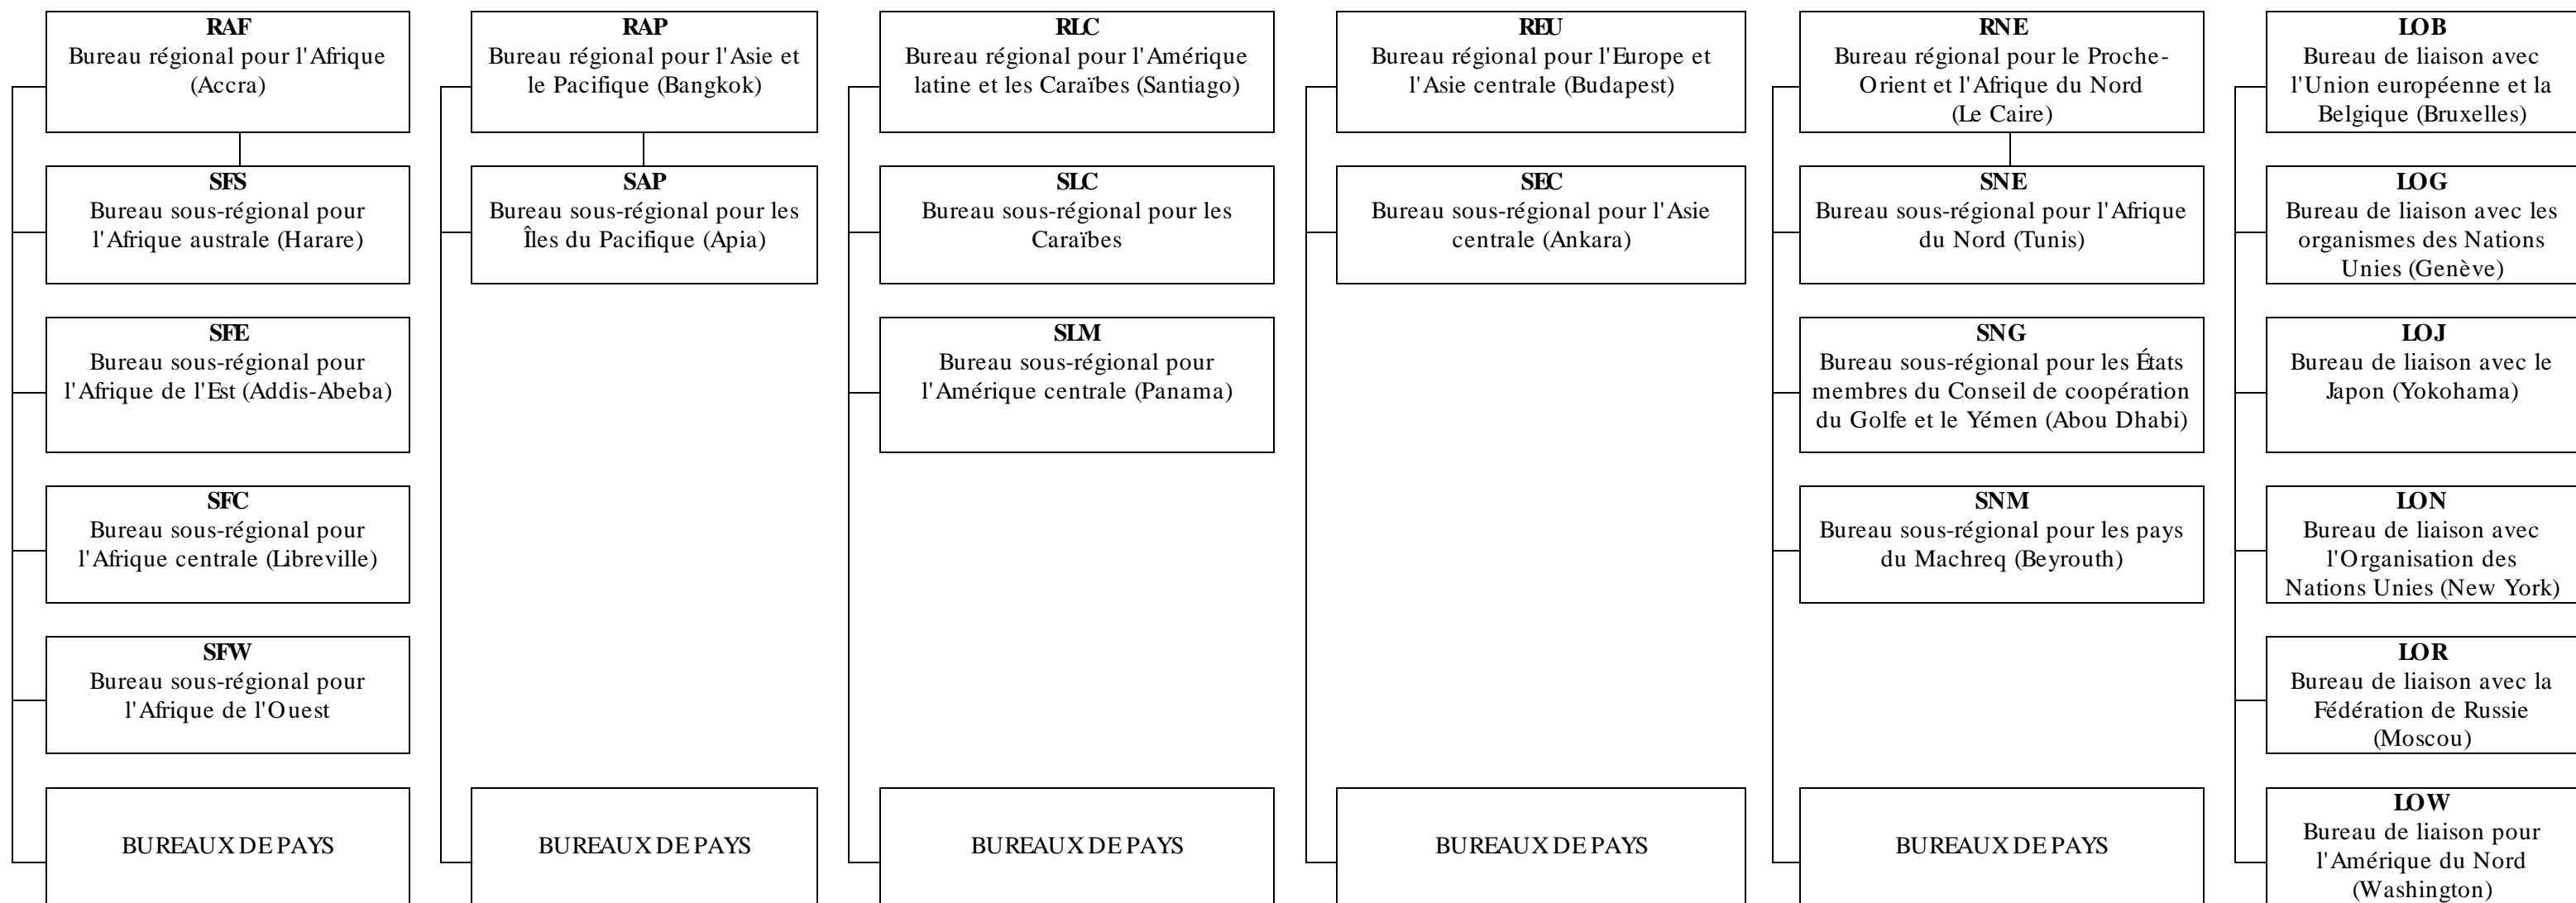 RAF
Bureau régional pour l'Afrique
(Accra)
SFS
Bureau sous-régional pour
l'Afrique australe (Harare)
SFE
Bureau sous-régional pour
l'Afrique de l'Est (Addis-Abeba)
SFC
Bureau sous-régional pour
l'Afrique centrale (Libreville)
SFW
Bureau sous-régional pour
l'Afrique de l'Ouest
BUREAUX DE PAYS
RAP
Bureau régional pour l'Asie et
le Pacifique (Bangkok)
SAP
Bureau sous-régional pour les
Îles du Pacifique (Apia)
BUREAUX DE PAYS
RLC
Bureau régional pour l'Amérique
latine et les Caraïbes (Santiago)
SLC
Bureau sous-régional pour les
Caraïbes
SLM
Bureau sous-régional pour
l'Amérique centrale (Panama)
BUREAUX DE PAYS
REU
Bureau régional pour l'Europe et
l'Asie centrale (Budapest)
SEC
Bureau sous-régional pour l'Asie
centrale (Ankara)
BUREAUX DE PAYS
RNE
Bureau régional pour le Proche-
Orient et l'Afrique du Nord
(Le Caire)
SNE
Bureau sous-régional pour l'Afrique
du Nord (Tunis)
SNG
Bureau sous-régional pour les États
membres du Conseil de coopération
du Golfe et le Yémen (Abou Dhabi)
SNM
Bureau sous-régional pour les pays
du Machreq (Beyrouth)
BUREAUX DE PAYS
LOB
Bureau de liaison avec
l'Union européenne et la
Belgique (Bruxelles)
LOG
Bureau de liaison avec les
organismes des Nations
Unies (Genève)
LOJ
Bureau de liaison avec le
Japon (Yokohama)
LON
Bureau de liaison avec
l'Organisation des
Nations Unies (New York)
LOR
Bureau de liaison avec la
Fédération de Russie
(Moscou)
LOW
Bureau de liaison pour
l'Amérique du Nord
(Washington)